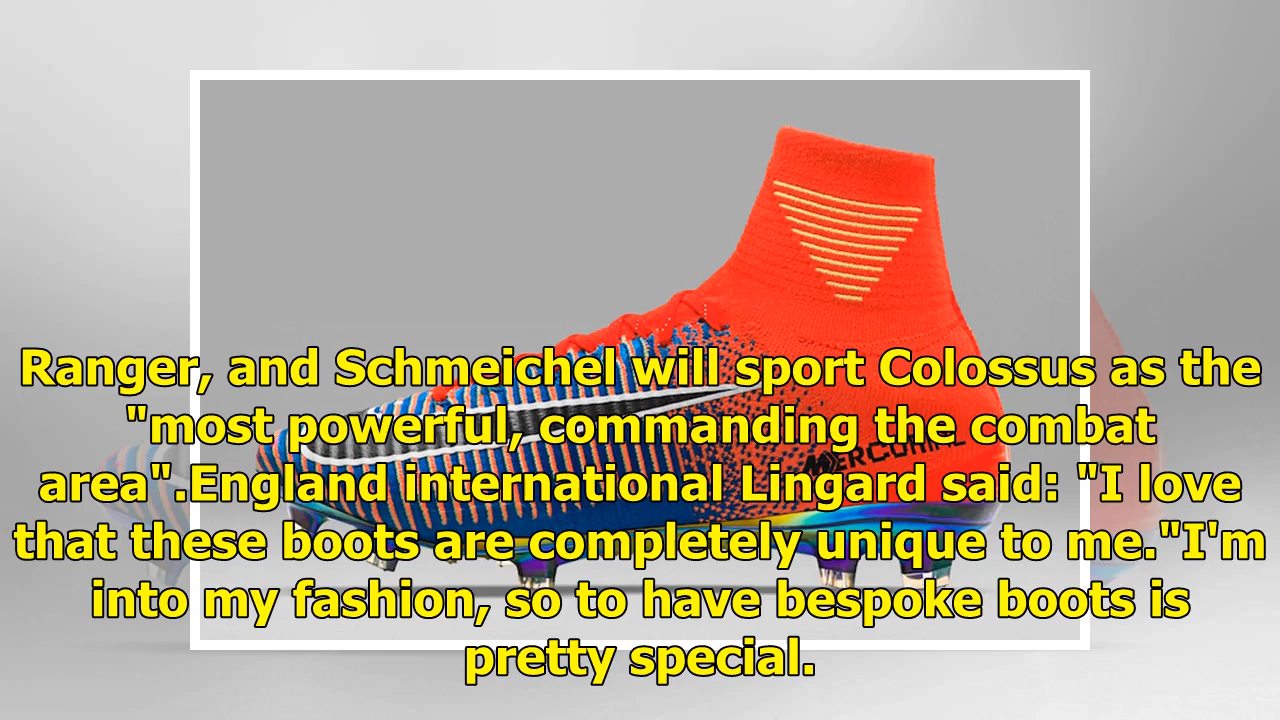 Ranger, and Schmeichel will sport Colossus as the
"most powerful, commanding the combat
area".England international Lingard said: "I love
that these boots are completely unique to me."I'm
into my fashion, so to have bespoke boots is
pretty special.
MERCURIAL